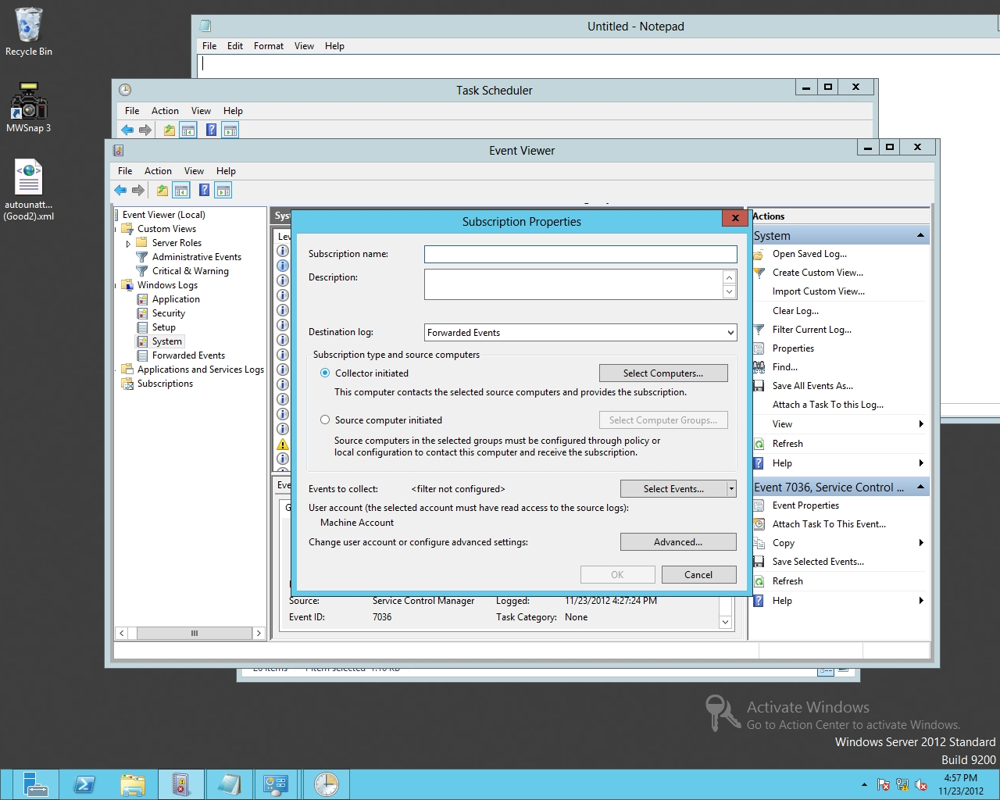 Recycle Bin
MWSnap 3
autounatt...
(Good2).xml
Untitled - Notepad
File Edit Format View Help
Task Scheduler
File Action View Help
Event Viewer
File Action View Help
Event Viewer (Local)
Custom Views
Server Roles
Administrative Events
Critical & Warning
Windows Logs
Application
Security
Setup
System
Forwarded Events
Applications and Services Logs
Subscriptions
Subscription Properties
Subscription name:
Description:
Destination log: Forwarded Events
Subscription type and source computers
Collector initiated Select Computers...
This computer contacts the selected source computers and provides the subscription.
Source computer initiated Select Computer Groups...
Source computers in the selected groups must be configured through policy or
local configuration to contact this computer and receive the subscription.
Events to collect: <filter not configured> Select Events...
User account (the selected account must have read access to the source logs):
Machine Account
Change user account or configure advanced settings: Advanced...
OK Cancel
Source: Service Control Manager Logged: 11/23/2012 4:27:24 PM
Event ID: 7036 Task Category: None
Actions
System
Open Saved Log...
Create Custom View...
Import Custom View...
Clear Log...
Filter Current Log...
Properties
Find...
Save All Events As...
Attach a Task To this Log...
View
Refresh
Help
Event 7036, Service Control ...
Event Properties
Attach Task To This Event...
Copy
Save Selected Events...
Refresh
Help
Activate Windows
Go to Action Center to activate Windows.
Windows Server 2012 Standard
Build 9200
4:57 PM
11/23/2012